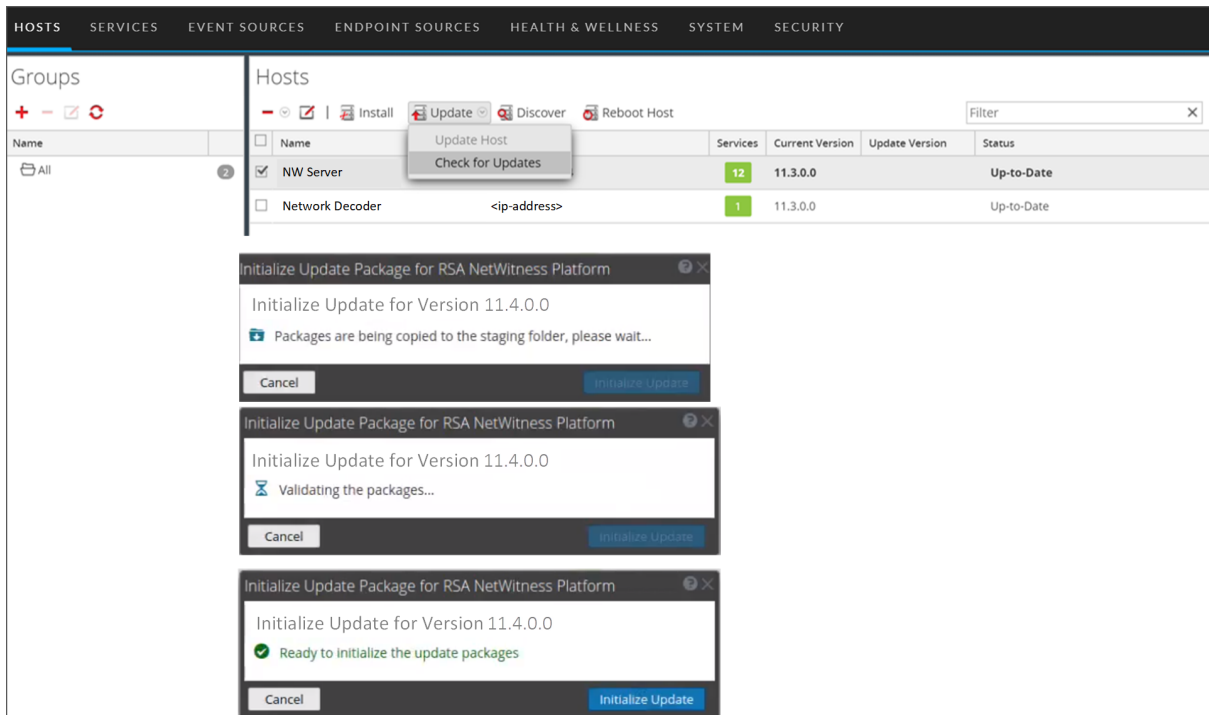 HOSTS SERVICES EVENT SOURCES ENDPOINT SOURCES HEALTH & WELLNESS SYSTEM SECURITY
Groups
Hosts
Install Update Discover Reboot Host
Filter
Update Host
Check for Updates
Name
Name Services Current Version Update Version Status
All 2
NW Server 12 11.3.0.0 Up-to-Date
Network Decoder <ip-address> 1 11.3.0.0 Up-to-Date
Initialize Update Package for RSA NetWitness Platform
Initialize Update for Version 11.4.0.0
Packages are being copied to the staging folder, please wait...
Cancel Initialize Update
Initialize Update Package for RSA NetWitness Platform
Initialize Update for Version 11.4.0.0
Validating the packages...
Cancel Initialize Update
Initialize Update Package for RSA NetWitness Platform
Initialize Update for Version 11.4.0.0
Ready to initialize the update packages
Cancel Initialize Update